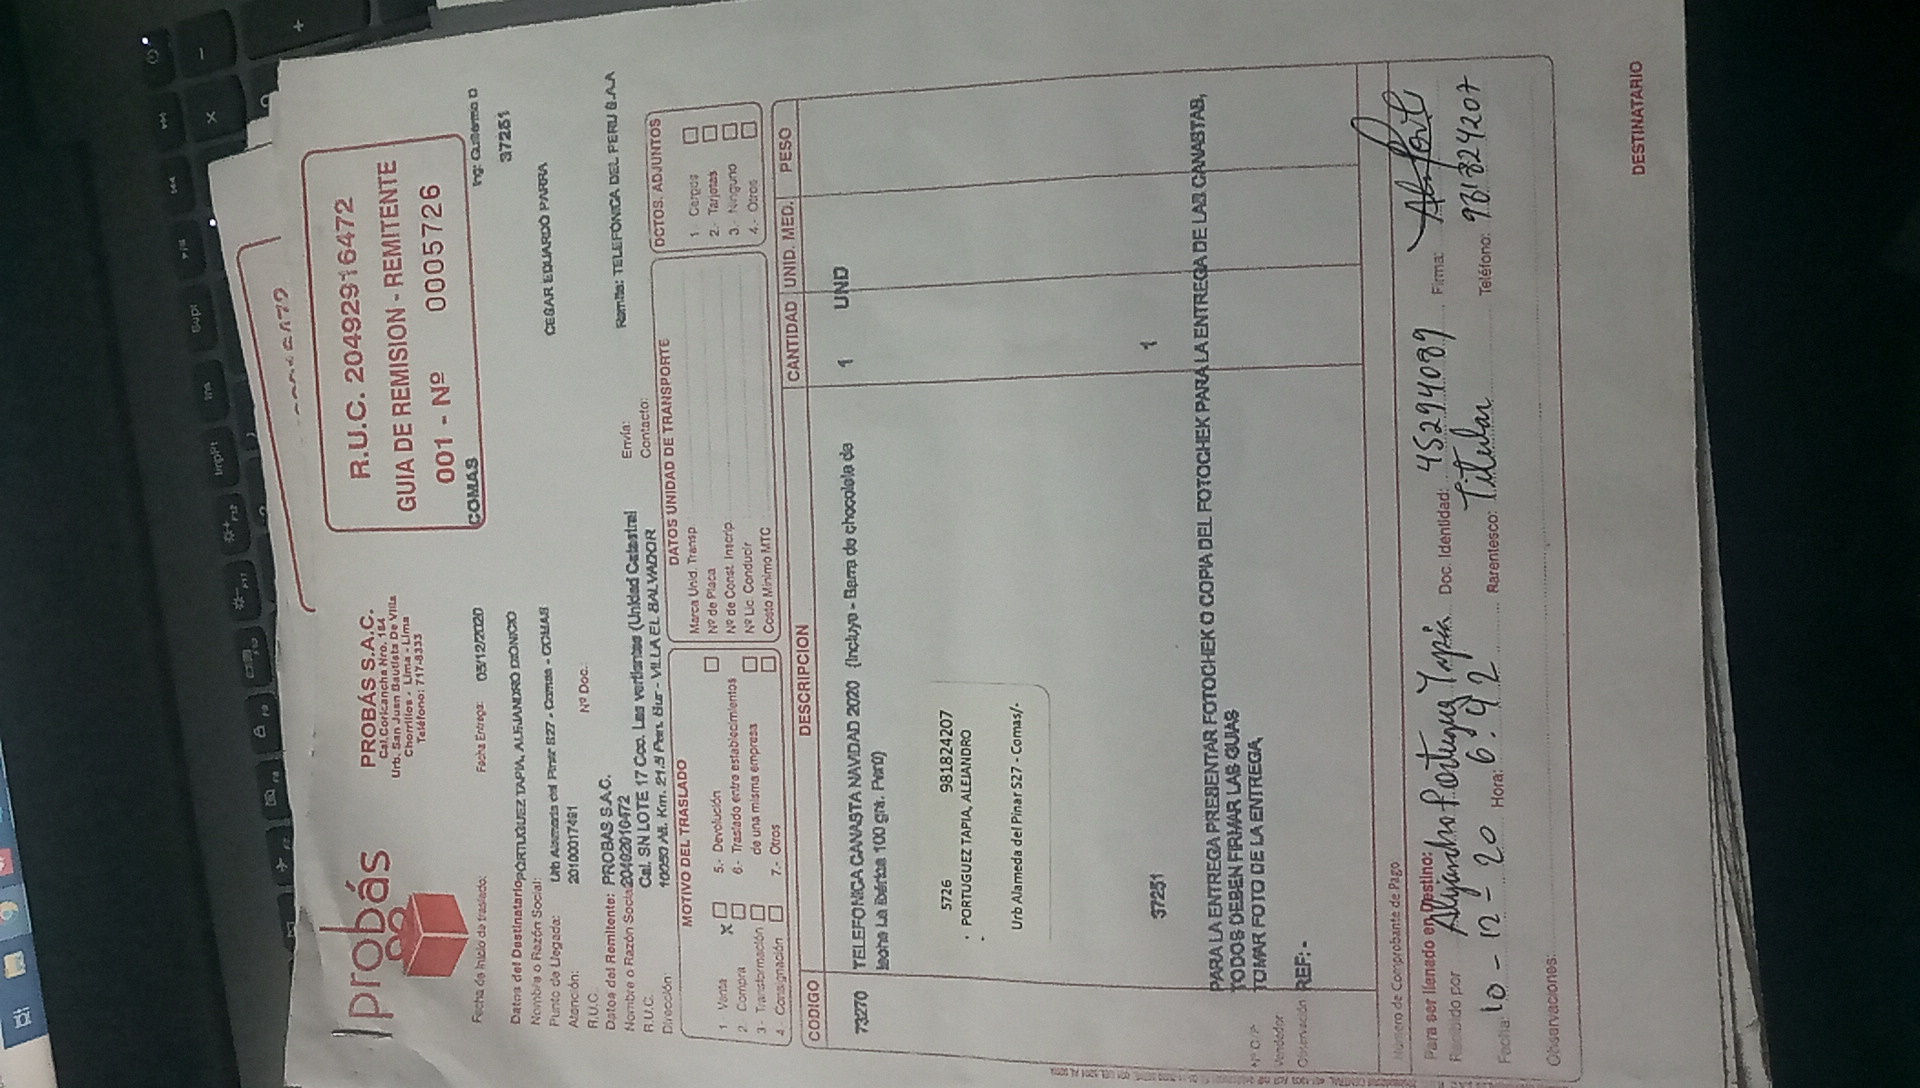 probás
PROBÁS S.A.C.
Cal. Coricancha Nro. 184
Urb. San Juan Bautista De Villa
Chorrillos - Lima - Lima
Teléfono: 717-8333
R.U.C. 20492916472
GUIA DE REMISION - REMITENTE
001 - Nº 0005726
COMAS
Ing: Guillermo D
37251
Fecha de Inicio de traslado:
Fecha Entrega: 05/12/2020
Datos del Destinatario
PORTUGUEZ TAPIA, ALEJANDRO DIONICIO
Nombre o Razón Social:
CESAR EDUARDO PARRA
Punto de Llegada: Urb Alameda del Pinar S27 - Comas - COMAS
Atención: 20100017491
R.U.C. Nº Doc.
Datos del Remitente: PROBAS S.A.C.
Remite: TELEFONICA DEL PERU S.A.A
Nombre o Razón Social: 20492916472
Envía:
R.U.C. Cal. SN LOTE 17 Coo. Las vertientes (Unidad Catastral
Contacto:
Dirección: 10050 Alt. Km. 21.5 Pan. Sur - VILLA EL SALVADOR
MOTIVO DEL TRASLADO
1 Venta X
2 Compra
3 Transformación
4 Consignación
5.- Devolución
6.- Traslado entre establecimientos
de una misma empresa
7.- Otros
DATOS UNIDAD DE TRANSPORTE
Marca Unid. Transp
Nº de Placa
Nº de Const. Inscrip
Nº Lic. Conducir
Costo Mínimo MTC
DCTOS. ADJUNTOS
1 Cargos
2.- Tarjetas
3.- Ninguno
4.- Otros
CODIGO DESCRIPCION CANTIDAD UNID. MED. PESO
73270 TELEFONICA CANASTA NAVIDAD 2020 (Incluye - Barra de chocolate de 1 UND
leche La Ibérica 100 grs. Perú)
5726 981824207
PORTUGUEZ TAPIA, ALEJANDRO
Urb Alameda del Pinar S27 - Comas/-
37251 1
PARA LA ENTREGA PRESENTAR FOTOCHEK O COPIA DEL FOTOCHEK PARA LA ENTREGA DE LAS CANASTAS,
TODOS DEBEN FIRMAR LAS GUIAS
TOMAR FOTO DE LA ENTREGA
Vendedor
Observación REF:-
Número de Comprobante de Pago
Para ser llenado en Destino:
Recibido por Alejandro Portuguez Tapia Doc. Identidad: 45294089 Firma:
Fecha: 10-12-20 Hora: 6:42 Parentesco: Titular Teléfono: 981824207
Observaciones:
DESTINATARIO